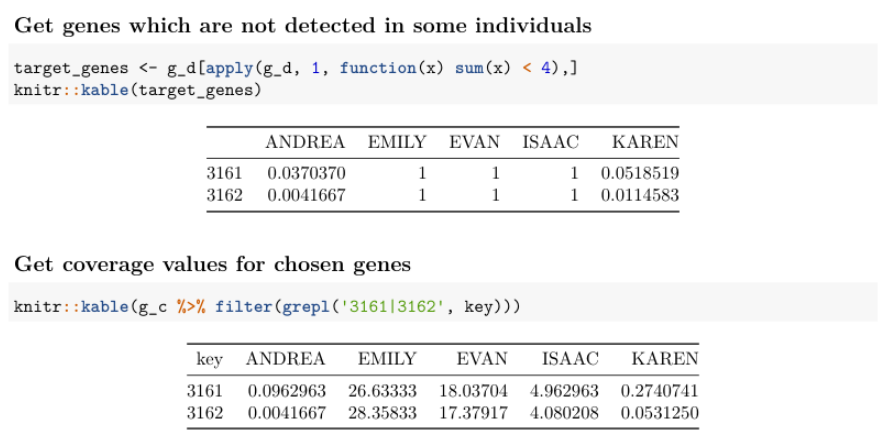 Get genes which are not detected in some individuals
target_genes <- g_d[apply(g_d, 1, function(x) sum(x) < 4),]
knitr::kable(target_genes)
ANDREA EMILY EVAN ISAAC KAREN
3161 0.0370370 1 1 1 0.0518519
3162 0.0041667 1 1 1 0.0114583
Get coverage values for chosen genes
knitr::kable(g_c %>% filter(grepl('3161|3162', key)))
key ANDREA EMILY EVAN ISAAC KAREN
3161 0.0962963 26.63333 18.03704 4.962963 0.2740741
3162 0.0041667 28.35833 17.37917 4.080208 0.0531250